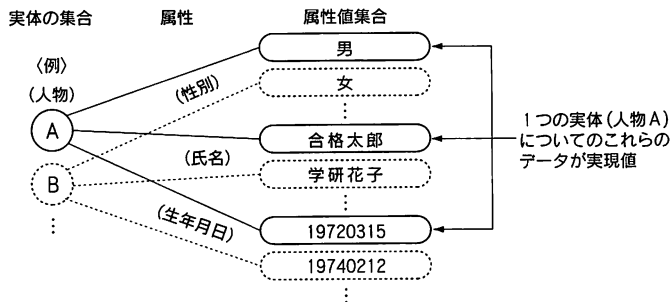 実体の集合　属性　属性値集合
〈例〉
(人物)
A
B
⋮
(性別)
(氏名)
(生年月日)
男
女
⋮
合格太郎
学研花子
⋮
19720315
19740212
⋮
1つの実体(人物A)
についてのこれらの
データが実現値